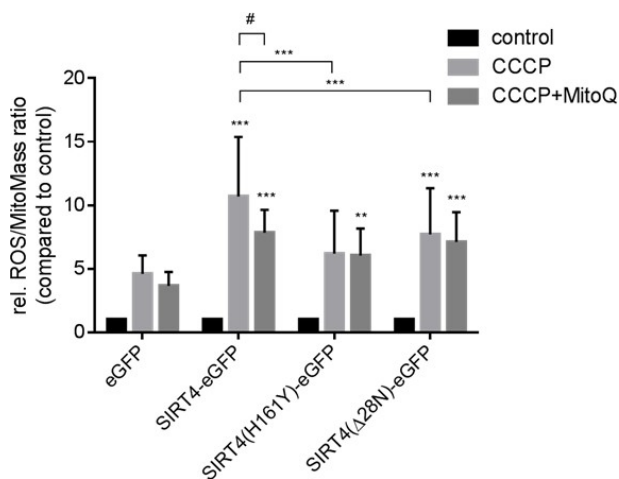 #
***
***
control
CCCP
CCCP+MitoQ
rel. ROS/MitoMass ratio
(compared to control)
20
15
10
5
0
***
***
**
***
***
eGFP
SIRT4-eGFP
SIRT4(H161Y)-eGFP
SIRT4(Δ28N)-eGFP